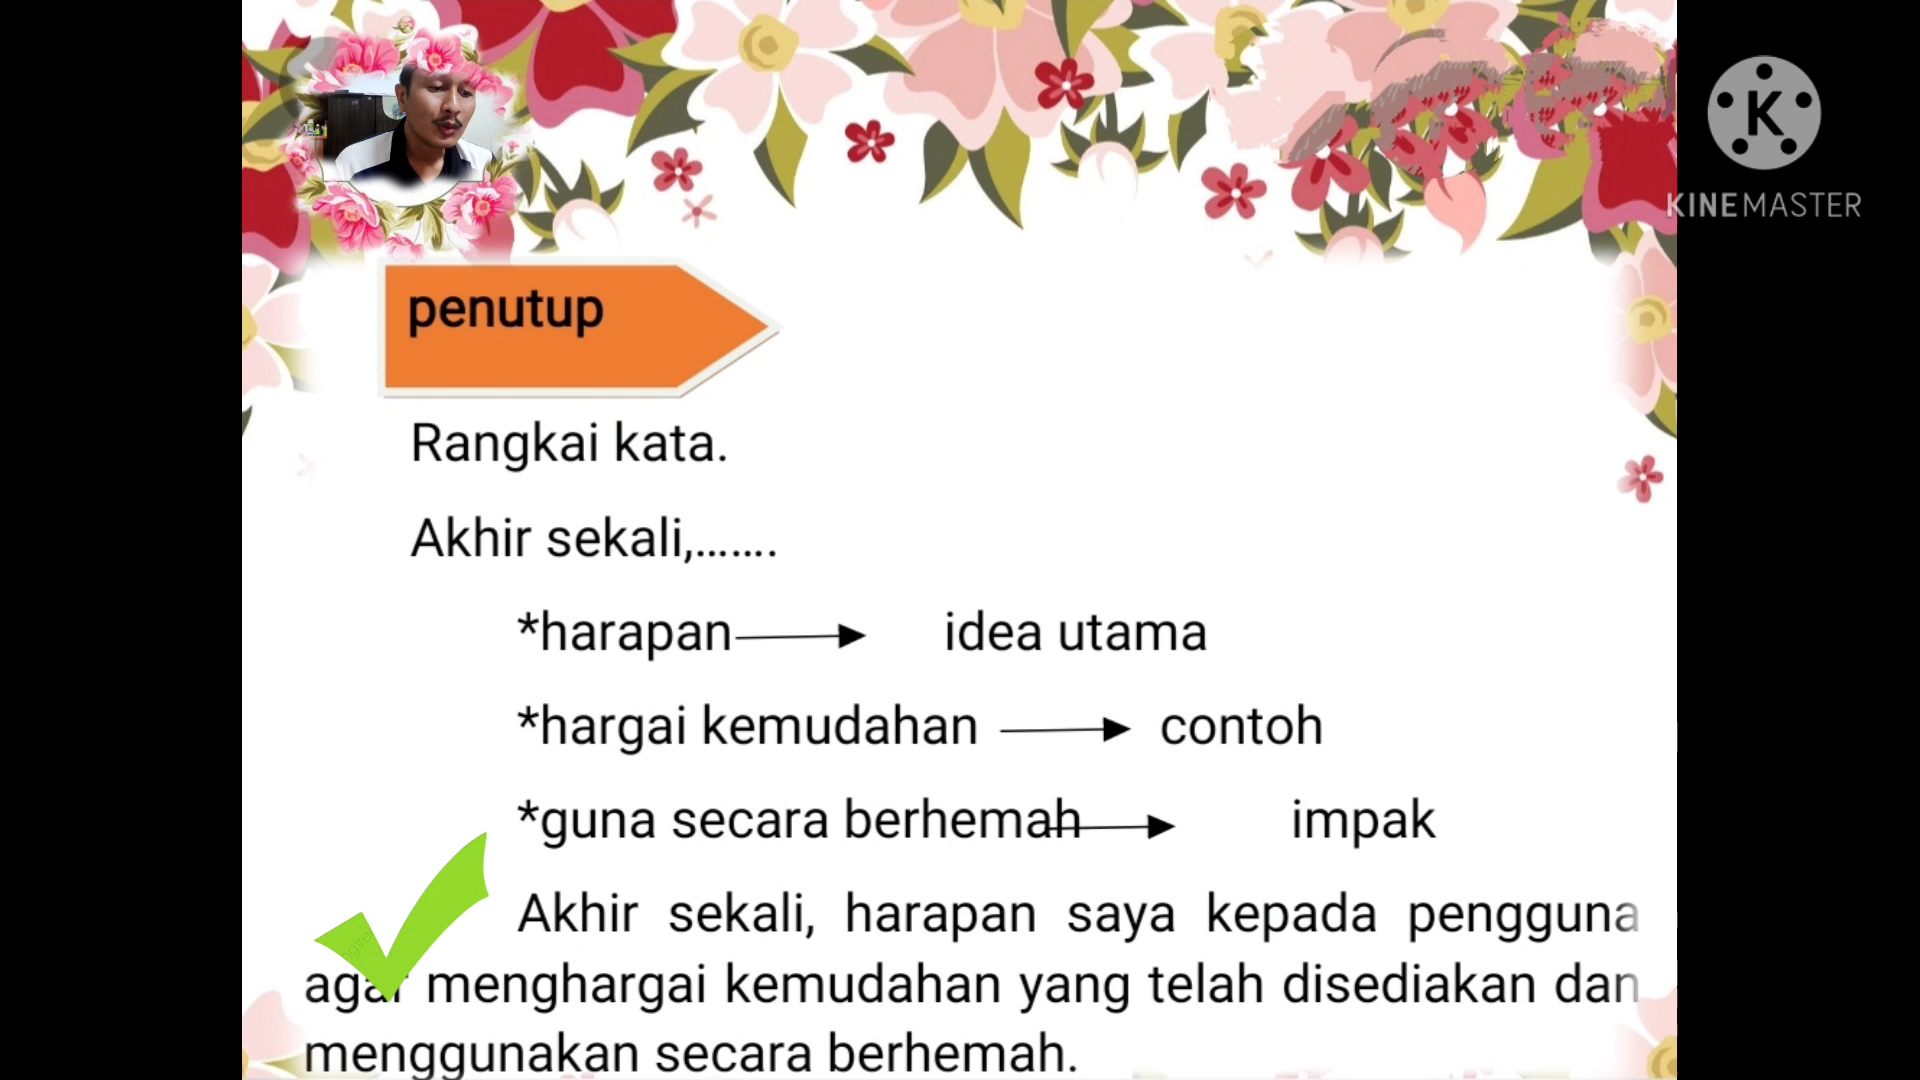 KINEMASTER
penutup
Rangkai kata.
Akhir sekali,.......
*harapan idea utama
*hargai kemudahan contoh
*guna secara berhemah impak
Akhir sekali, harapan saya kepada pengguna
agar menghargai kemudahan yang telah disediakan dan
menggunakan secara berhemah.